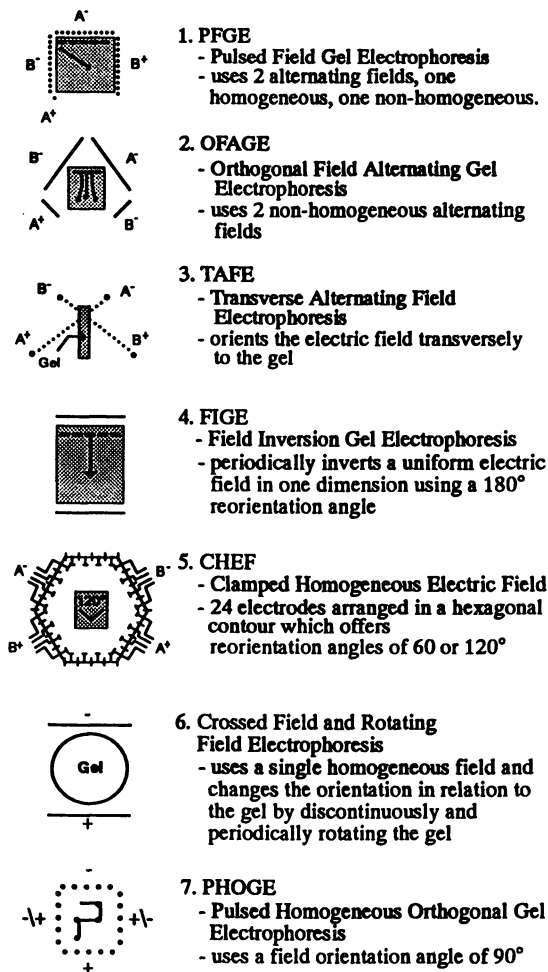 A⁻
B⁻
B⁺
A⁺
1. PFGE
- Pulsed Field Gel Electrophoresis
- uses 2 alternating fields, one
homogeneous, one non-homogeneous.
B⁻
A⁻
A⁺
B⁻
2. OFAGE
- Orthogonal Field Alternating Gel
Electrophoresis
- uses 2 non-homogeneous alternating
fields
B⁻
A⁻
A⁺
B⁺
Gel
3. TAFE
- Transverse Alternating Field
Electrophoresis
- orients the electric field transversely
to the gel
4. FIGE
- Field Inversion Gel Electrophoresis
- periodically inverts a uniform electric
field in one dimension using a 180°
reorientation angle
A⁻
B⁻
120°
B⁺
A⁺
5. CHEF
- Clamped Homogeneous Electric Field
- 24 electrodes arranged in a hexagonal
contour which offers
reorientation angles of 60 or 120°
-
Gel
+
6. Crossed Field and Rotating
Field Electrophoresis
- uses a single homogeneous field and
changes the orientation in relation to
the gel by discontinuously and
periodically rotating the gel
-
-\+
+\-
+
7. PHOGE
- Pulsed Homogeneous Orthogonal Gel
Electrophoresis
- uses a field orientation angle of 90°